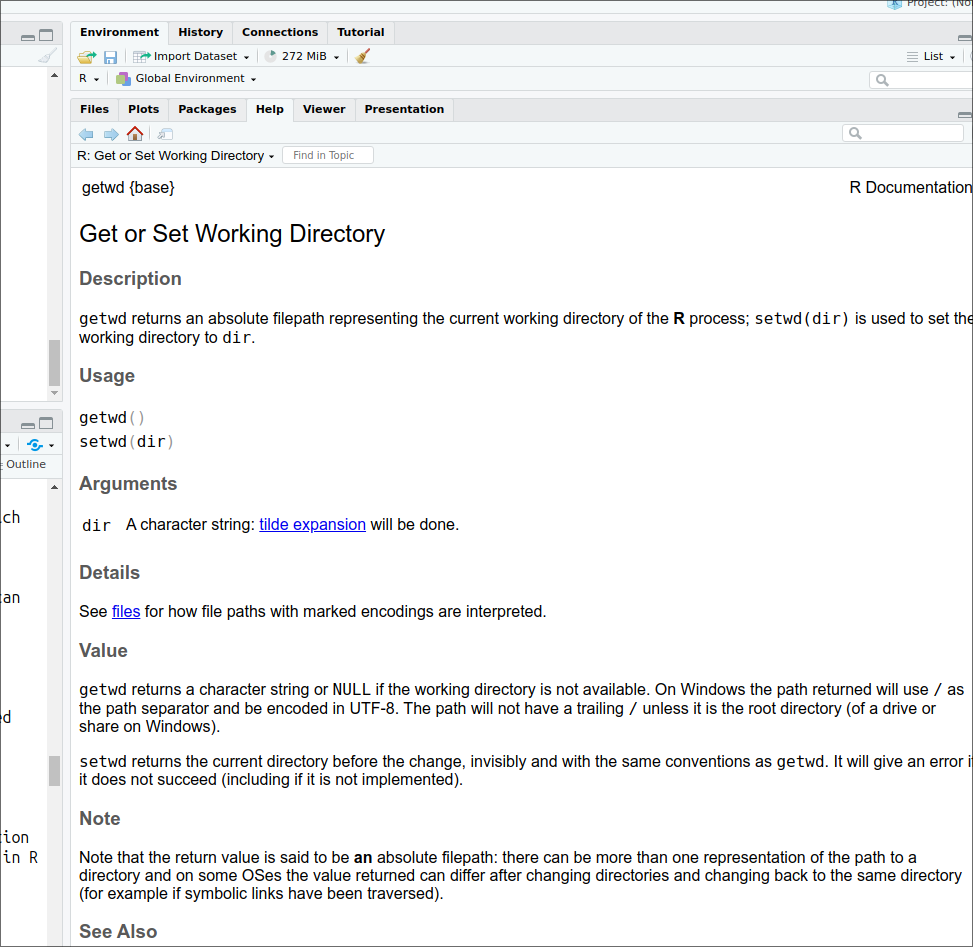 Project: (No
Environment History Connections Tutorial
Import Dataset 272 MiB List
R Global Environment
Files Plots Packages Help Viewer Presentation
R: Get or Set Working Directory Find in Topic
getwd {base} R Documentation
Get or Set Working Directory
Description
getwd returns an absolute filepath representing the current working directory of the R process; setwd(dir) is used to set the
working directory to dir.
Usage
getwd()
setwd(dir)
Arguments
dir A character string: tilde expansion will be done.
Details
See files for how file paths with marked encodings are interpreted.
Value
getwd returns a character string or NULL if the working directory is not available. On Windows the path returned will use / as
the path separator and be encoded in UTF-8. The path will not have a trailing / unless it is the root directory (of a drive or
share on Windows).
setwd returns the current directory before the change, invisibly and with the same conventions as getwd. It will give an error if
it does not succeed (including if it is not implemented).
Note
Note that the return value is said to be an absolute filepath: there can be more than one representation of the path to a
directory and on some OSes the value returned can differ after changing directories and changing back to the same directory
(for example if symbolic links have been traversed).
See Also
Outline
ch
an
ed
tion
in R